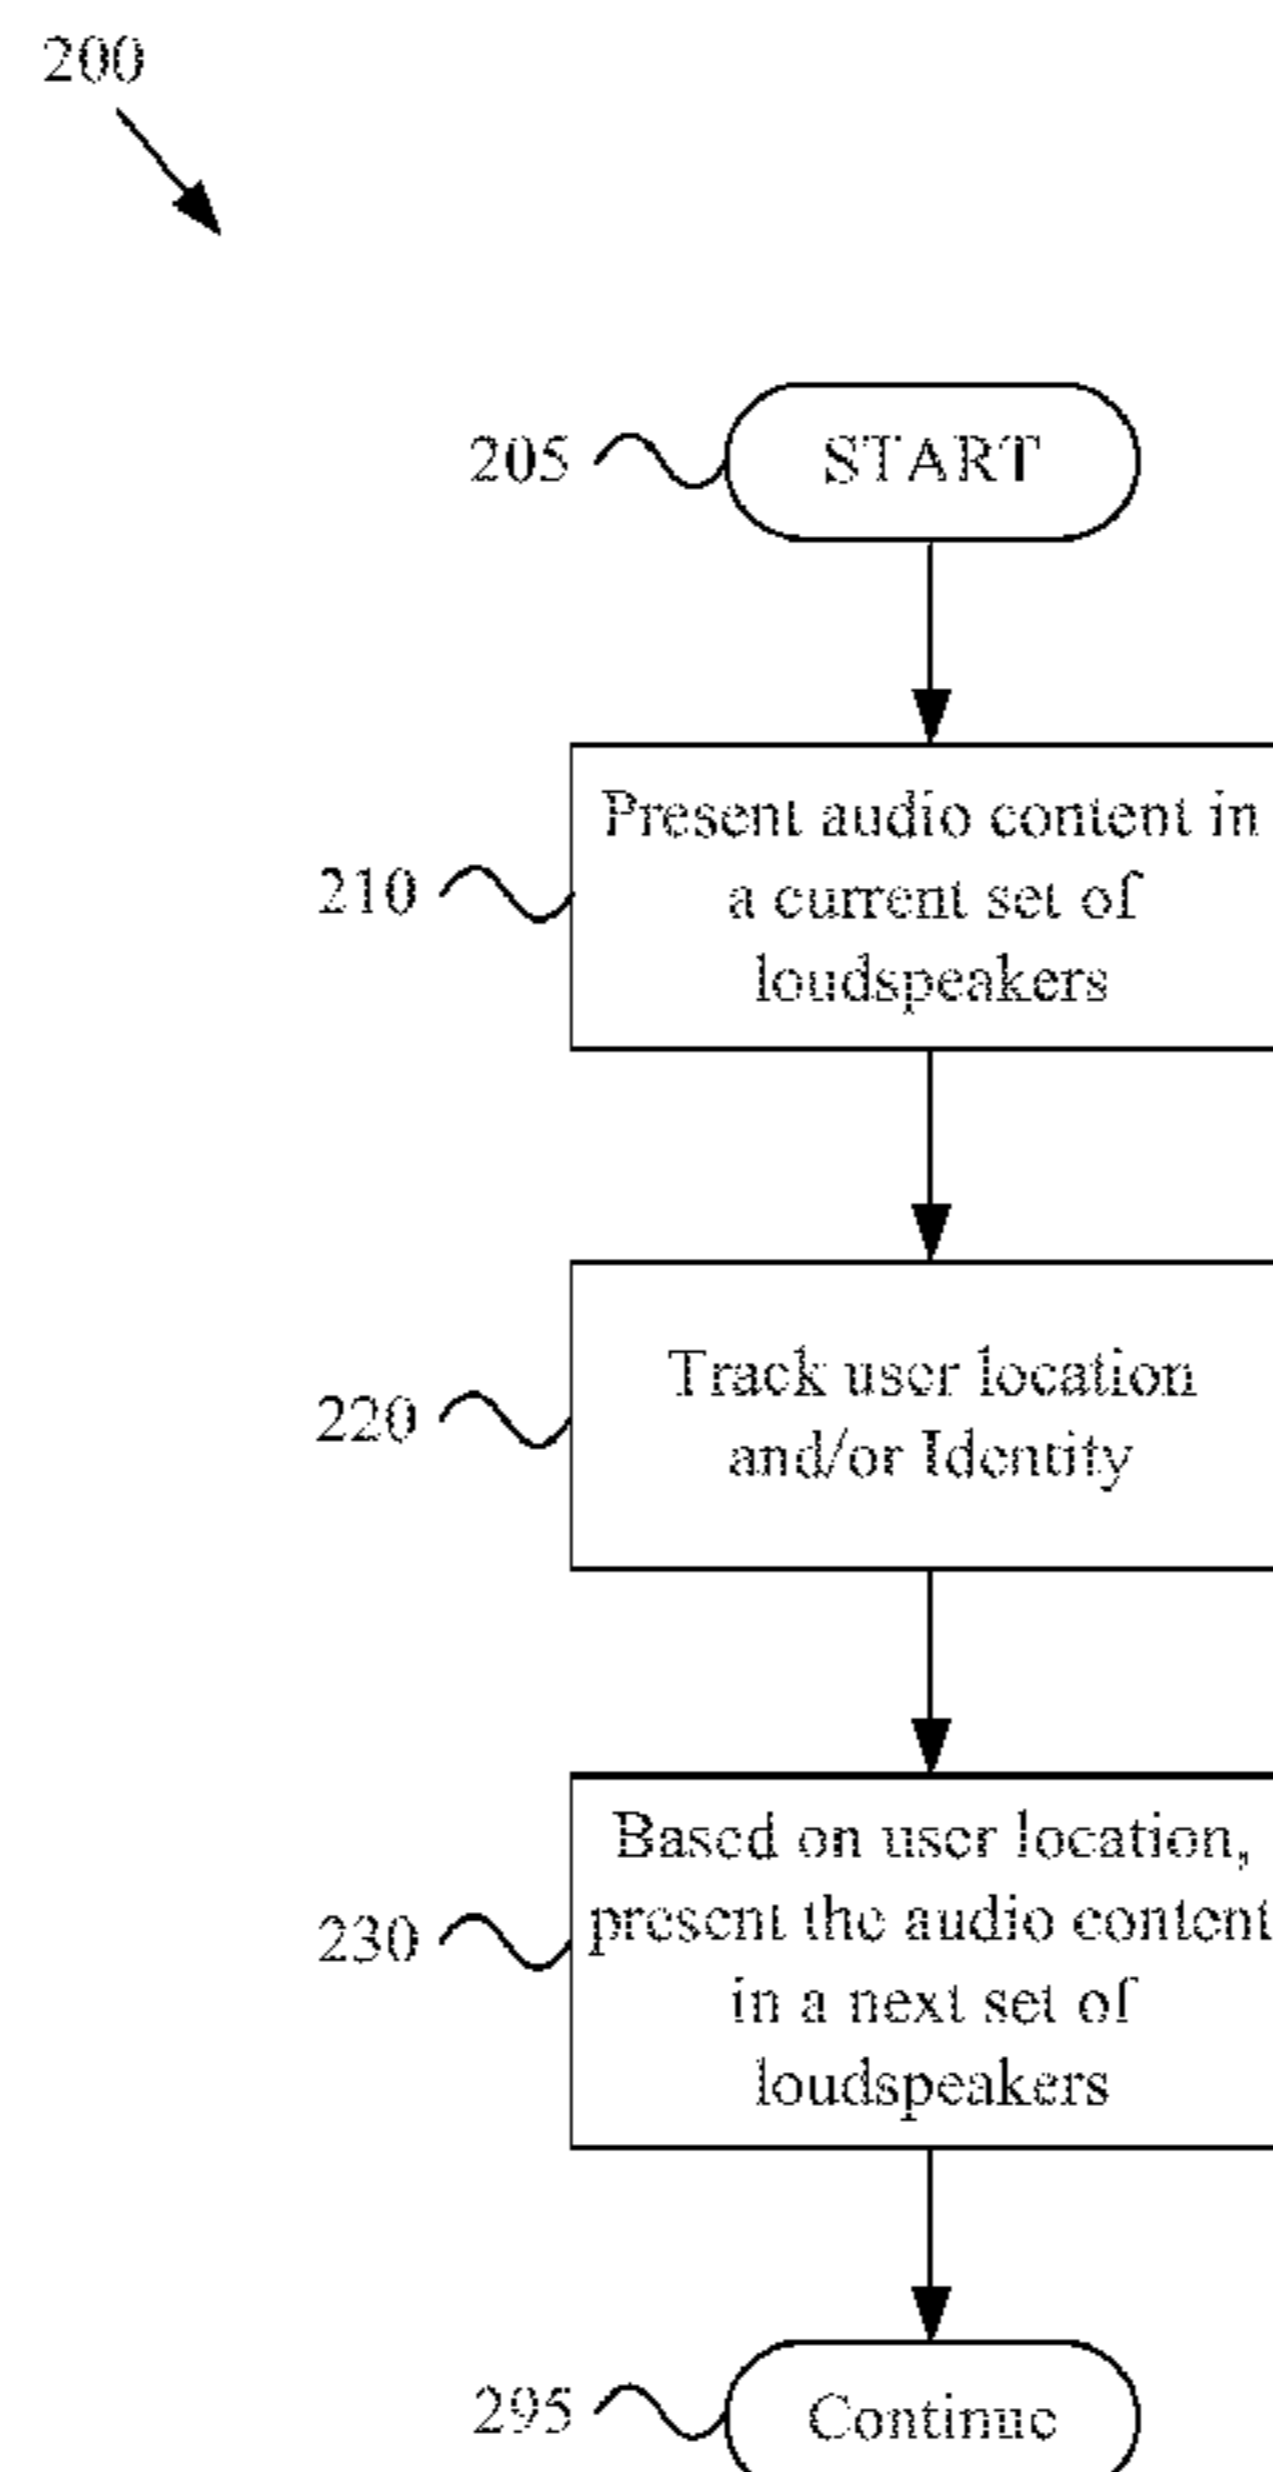 200
205 START
210
Present audio content in
a current set of
loudspeakers
220
Track user location
and/or Identity
230
Based on user location,
present the audio content
in a next set of
loudspeakers
295 Continue